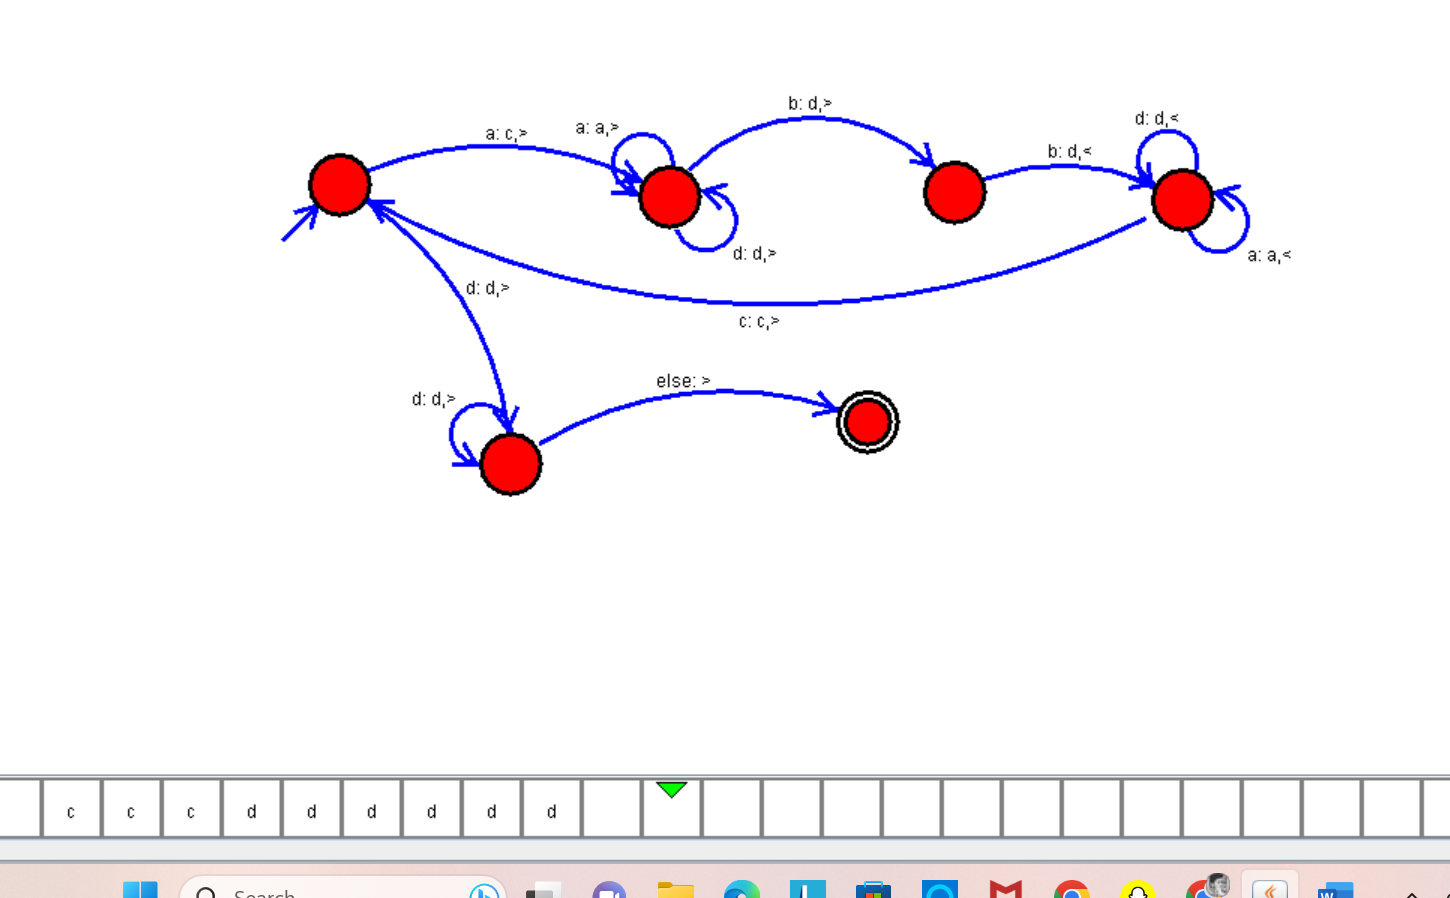 b: d,>
d: d,<
a: c,>
a: a,>
b: d,<
d: d,>
a: a,<
d: d,>
c: c,>
else: >
d: d,>
c c c d d d d d d
Search
W